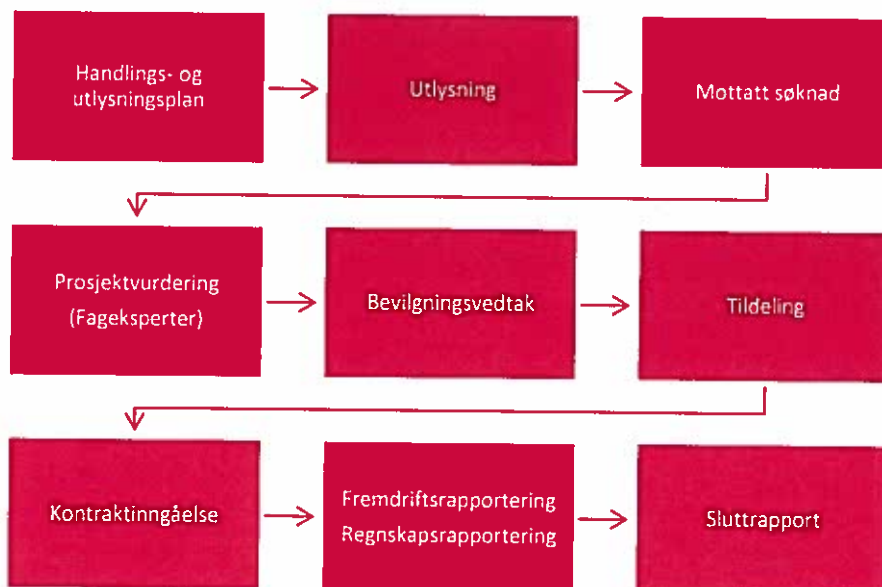 Handlings- og
utlysningsplan
Utlysning
Mottatt søknad
Prosjektvurdering
(Fageksperter)
Bevilgningsvedtak
Tildeling
Kontraktinngåelse
Fremdriftsrapportering
Regnskapsrapportering
Sluttrapport